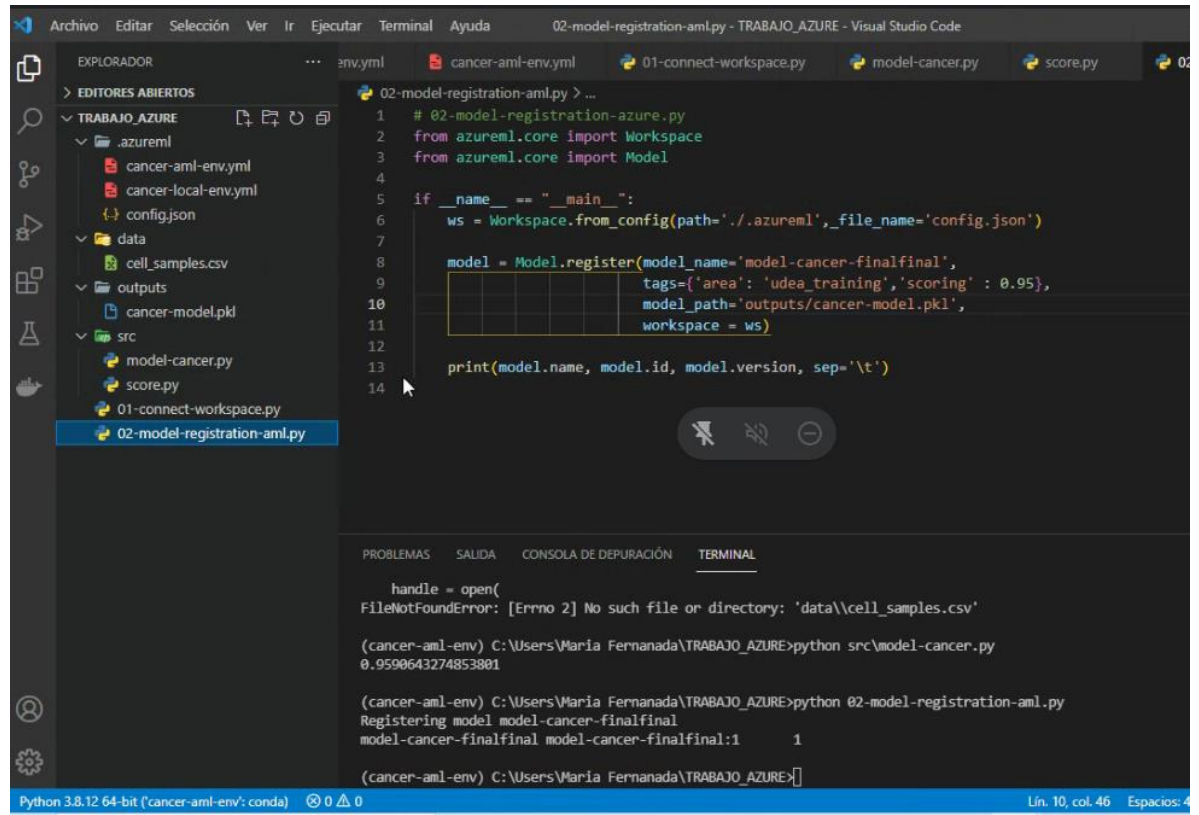 Archivo Editar Selección Ver Ir Ejecutar Terminal Ayuda 02-model-registration-aml.py - TRABAJO_AZURE - Visual Studio Code
EXPLORADOR
EDITORES ABIERTOS
TRABAJO_AZURE
.azureml
cancer-aml-env.yml
cancer-local-env.yml
config.json
data
cell_samples.csv
outputs
cancer-model.pkl
src
model-cancer.py
score.py
01-connect-workspace.py
02-model-registration-aml.py
env.yml cancer-aml-env.yml 01-connect-workspace.py model-cancer.py score.py 02
02-model-registration-aml.py > ...
1 # 02-model-registration-azure.py
2 from azureml.core import Workspace
3 from azureml.core import Model
4
5 if __name__ == "__main__":
6 ws = Workspace.from_config(path='./.azureml',_file_name='config.json')
7
8 model = Model.register(model_name='model-cancer-finalfinal',
9 tags={'area': 'udea_training','scoring' : 0.95},
10 model_path='outputs/cancer-model.pkl',
11 workspace = ws)
12
13 print(model.name, model.id, model.version, sep='\t')
14
PROBLEMAS SALIDA CONSOLA DE DEPURACIÓN TERMINAL
handle = open(
FileNotFoundError: [Errno 2] No such file or directory: 'data\\cell_samples.csv'
(cancer-aml-env) C:\Users\Maria Fernanada\TRABAJO_AZURE>python src\model-cancer.py
0.9590643274853801
(cancer-aml-env) C:\Users\Maria Fernanada\TRABAJO_AZURE>python 02-model-registration-aml.py
Registering model model-cancer-finalfinal
model-cancer-finalfinal model-cancer-finalfinal:1 1
(cancer-aml-env) C:\Users\Maria Fernanada\TRABAJO_AZURE>
Python 3.8.12 64-bit ('cancer-aml-env': conda) 0 0 Lín. 10, col. 46 Espacios: 4